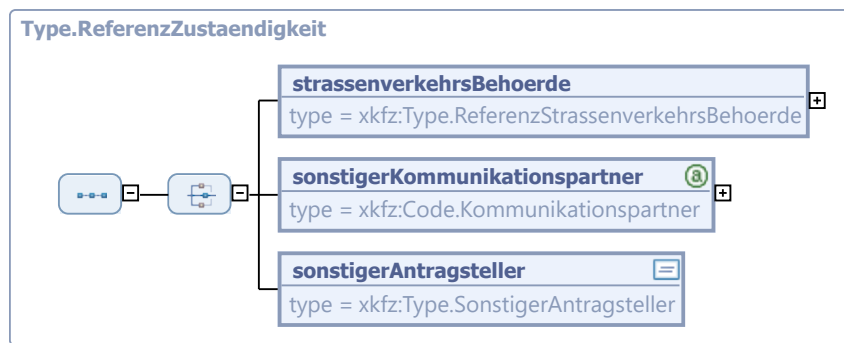 Type.ReferenzZustaendigkeit
strassenverkehrsBehoerde
type = xkfz:Type.ReferenzStrassenverkehrsBehoerde
sonstigerKommunikationspartner
type = xkfz:Code.Kommunikationspartner
sonstigerAntragsteller
type = xkfz:Type.SonstigerAntragsteller